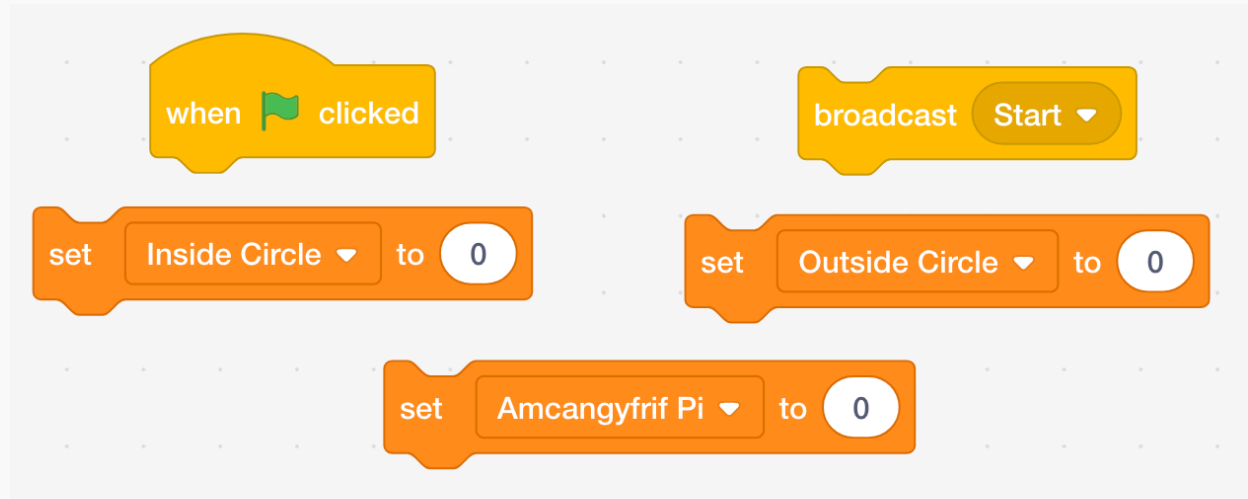 when clicked
broadcast Start
set Inside Circle to 0
set Outside Circle to 0
set Amcangyfrif Pi to 0